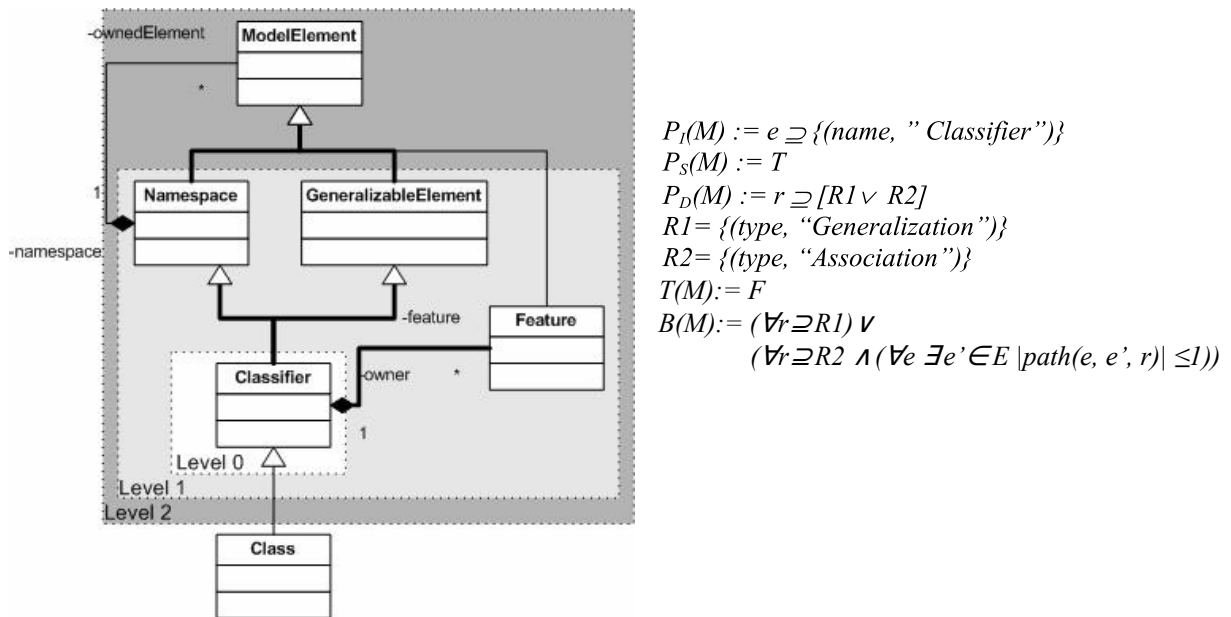 -ownedElement
ModelElement
*
1
Namespace
GeneralizableElement
-namespace
-feature
Feature
Classifier
-owner
*
1
Level 0
Level 1
Level 2
Class
P_I(M) := e ⊇ {(name, ” Classifier”)}
P_S(M) := T
P_D(M) := r ⊇ [R1 ∨ R2]
R1= {(type, “Generalization”)}
R2= {(type, “Association”)}
T(M):= F
B(M):= (∀r⊇R1) ∨
(∀r⊇R2 ∧ (∀e ∃e’∈E |path(e, e’, r)| ≤1))